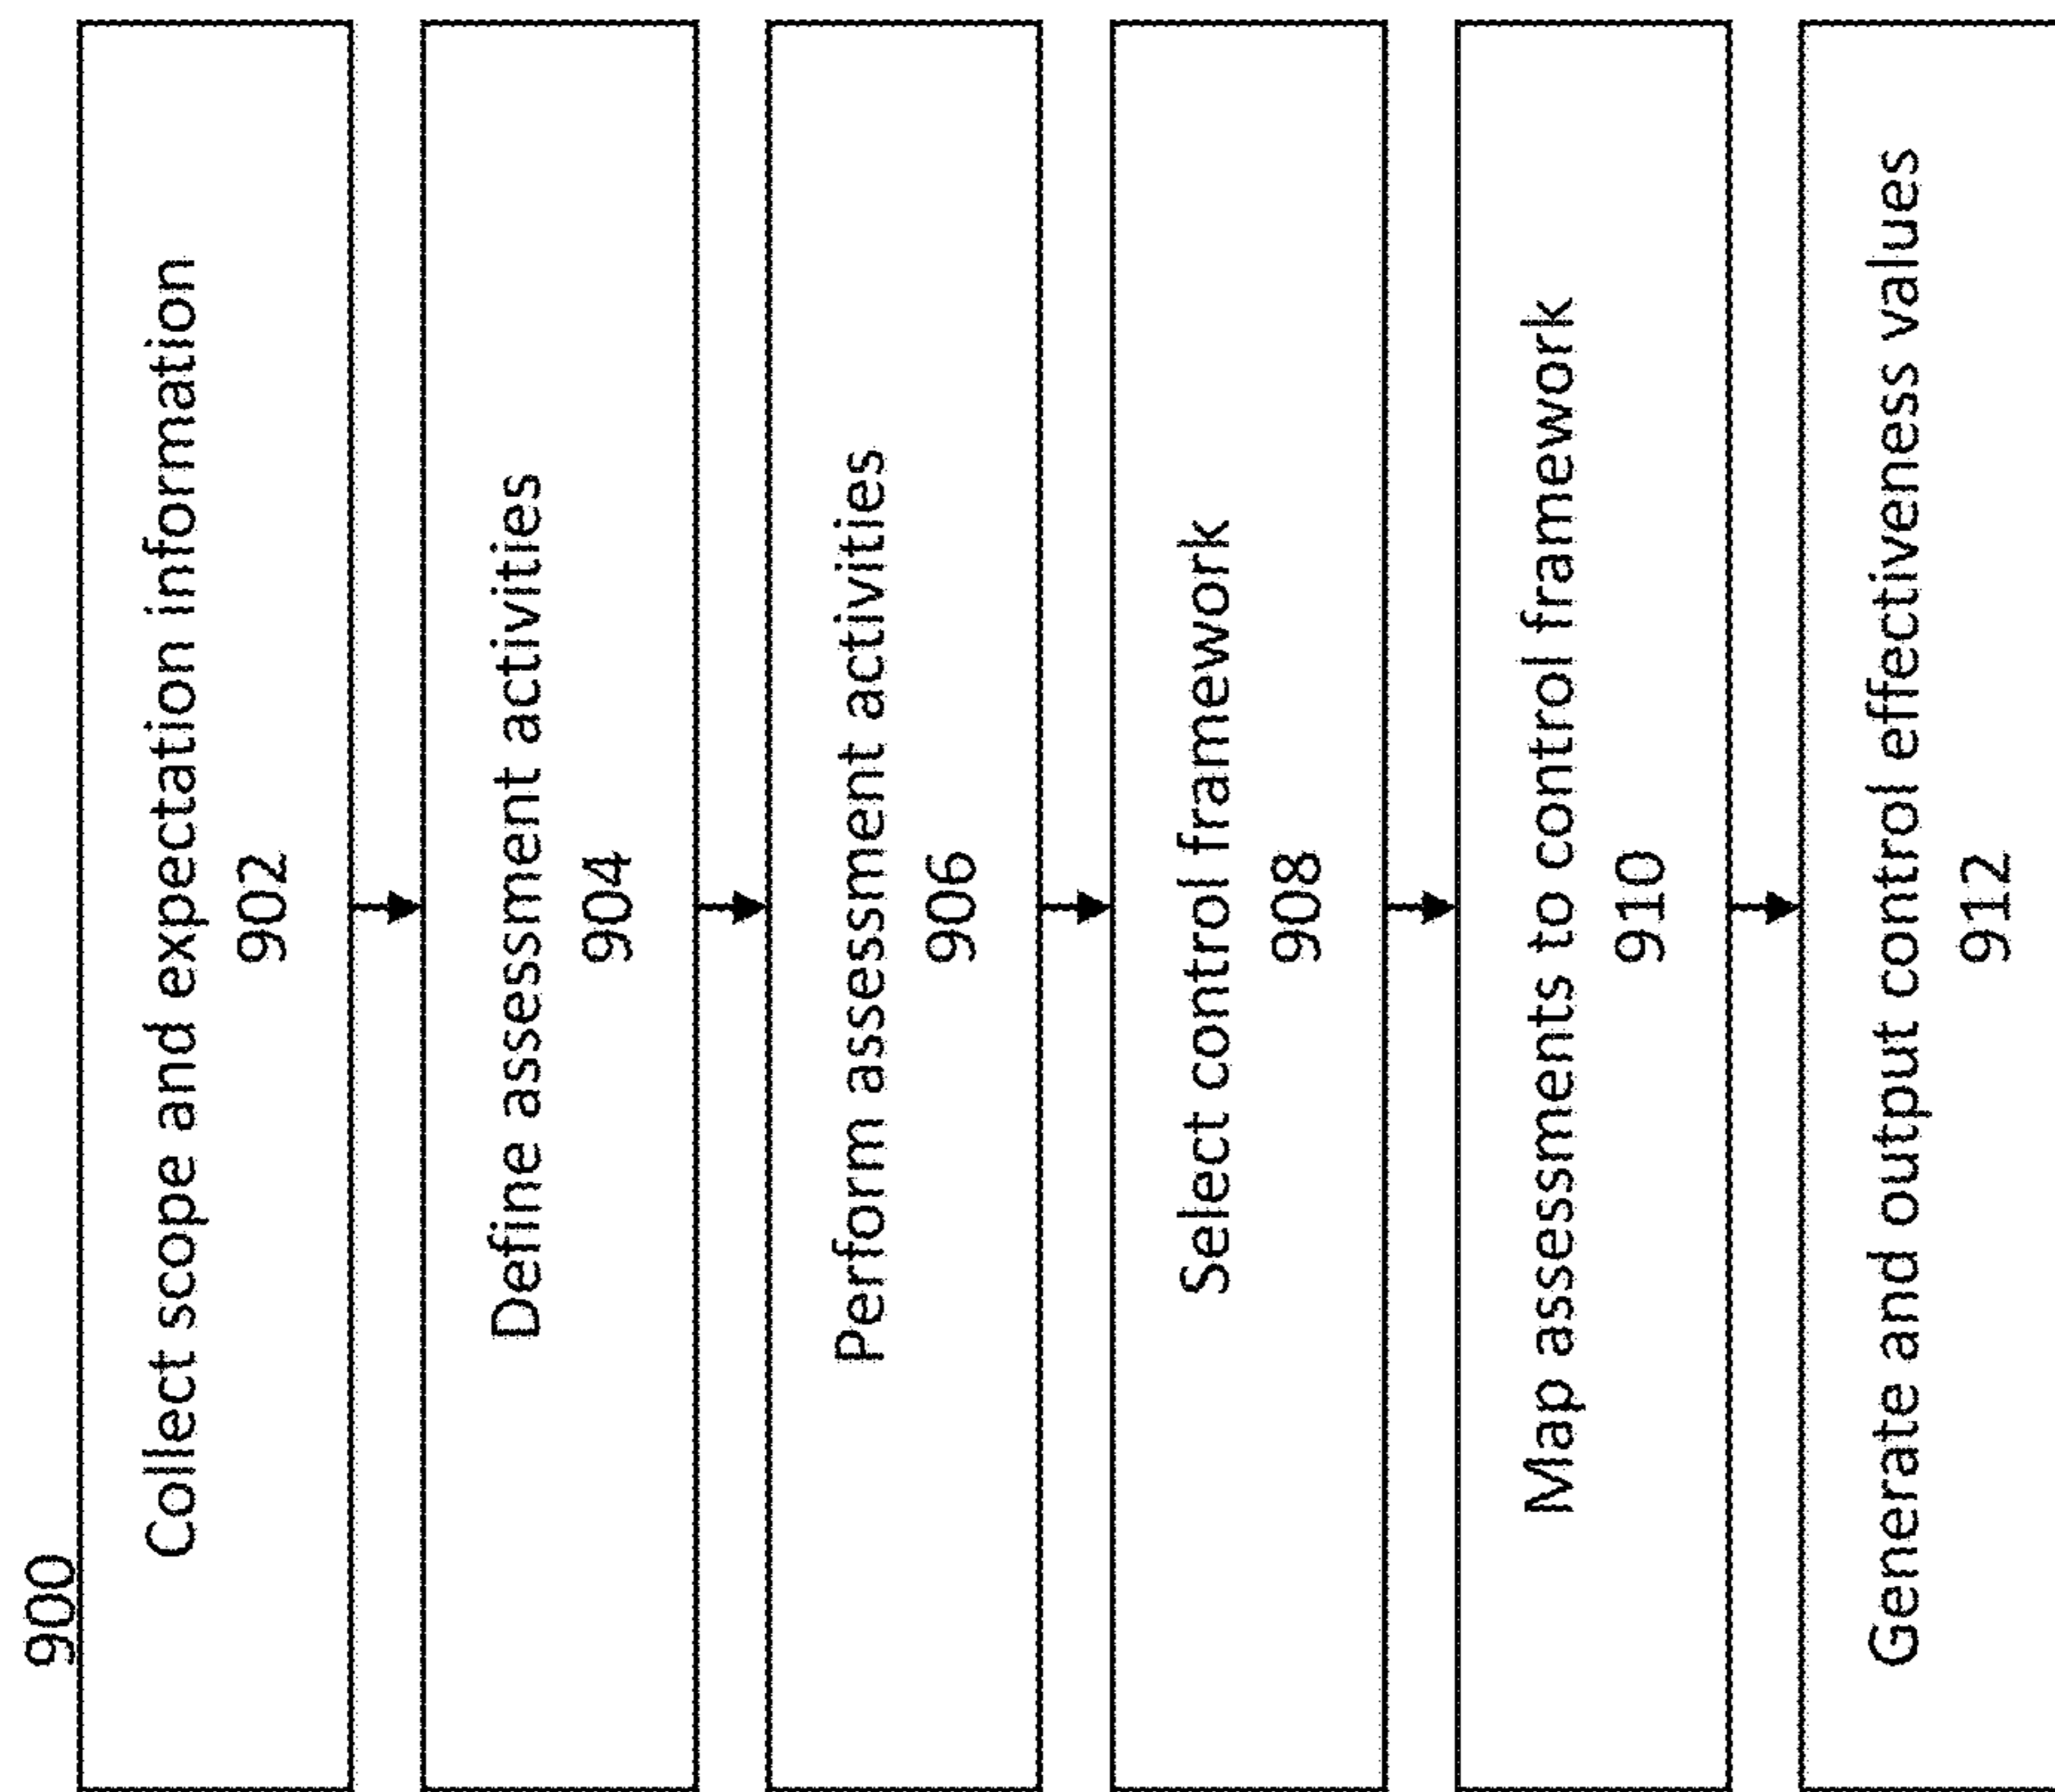 900
Collect scope and expectation information
902
Define assessment activities
904
Perform assessment activities
906
Select control framework
908
Map assessments to control framework
910
Generate and output control effectiveness values
912